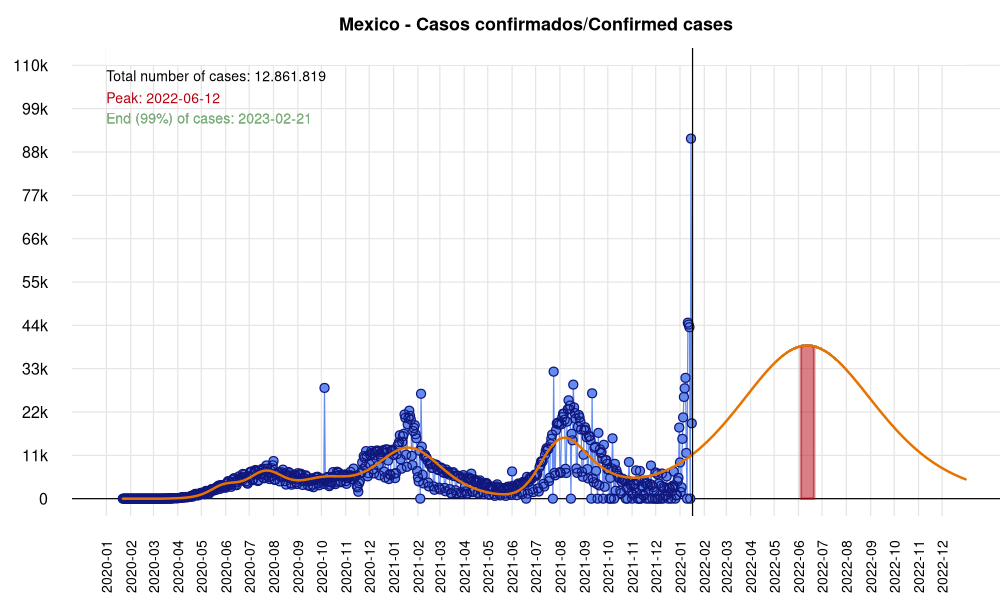 Mexico - Casos confirmados/Confirmed cases
Total number of cases: 12.861.819
Peak: 2022-06-12
End (99%) of cases: 2023-02-21
110k
99k
88k
77k
66k
55k
44k
33k
22k
11k
0
2020-01
2020-02
2020-03
2020-04
2020-05
2020-06
2020-07
2020-08
2020-09
2020-10
2020-11
2020-12
2021-01
2021-02
2021-03
2021-04
2021-05
2021-06
2021-07
2021-08
2021-09
2021-10
2021-11
2021-12
2022-01
2022-02
2022-03
2022-04
2022-05
2022-06
2022-07
2022-08
2022-09
2022-10
2022-11
2022-12